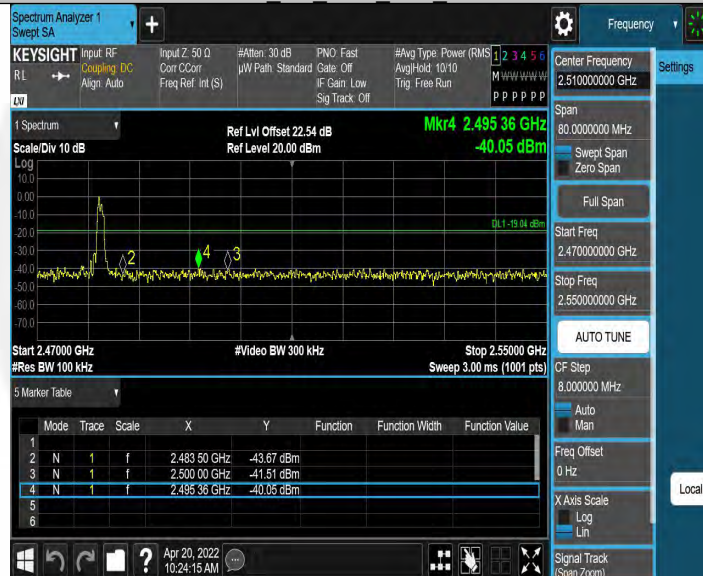 Spectrum Analyzer 1
Swept SA
Frequency
KEYSIGHT Input: RF Input Z: 50 Ω #Atten: 30 dB PNO: Fast #Avg Type: Power (RMS 1 2 3 4 5 6
RL Coupling: DC Corr CCorr µW Path: Standard Gate: Off Avg|Hold: 10/10 M W W W W W
Align: Auto Freq Ref: Int (S) IF Gain: Low Trig: Free Run
Sig Track: Off P P P P P P
LXI
1 Spectrum
Ref Lvl Offset 22.54 dB Mkr4 2.495 36 GHz
Scale/Div 10 dB Ref Level 20.00 dBm -40.05 dBm
Log
10.0
0.00
-10.0
DL1 -19.04 dBm
-20.0
-30.0
2 4 3
-40.0
-50.0
-60.0
-70.0
Start 2.47000 GHz #Video BW 300 kHz Stop 2.55000 GHz
#Res BW 100 kHz Sweep 3.00 ms (1001 pts)
5 Marker Table
Mode Trace Scale X Y Function Function Width Function Value
1
2 N 1 f 2.483 50 GHz -43.67 dBm
3 N 1 f 2.500 00 GHz -41.51 dBm
4 N 1 f 2.495 36 GHz -40.05 dBm
5
6
Apr 20, 2022
10:24:15 AM
?
Center Frequency
2.510000000 GHz
Settings
Span
80.0000000 MHz
Swept Span
Zero Span
Full Span
Start Freq
2.470000000 GHz
Stop Freq
2.550000000 GHz
AUTO TUNE
CF Step
8.000000 MHz
Auto
Man
Freq Offset
0 Hz
X Axis Scale
Log
Lin
Local
Signal Track
(Span Zoom)